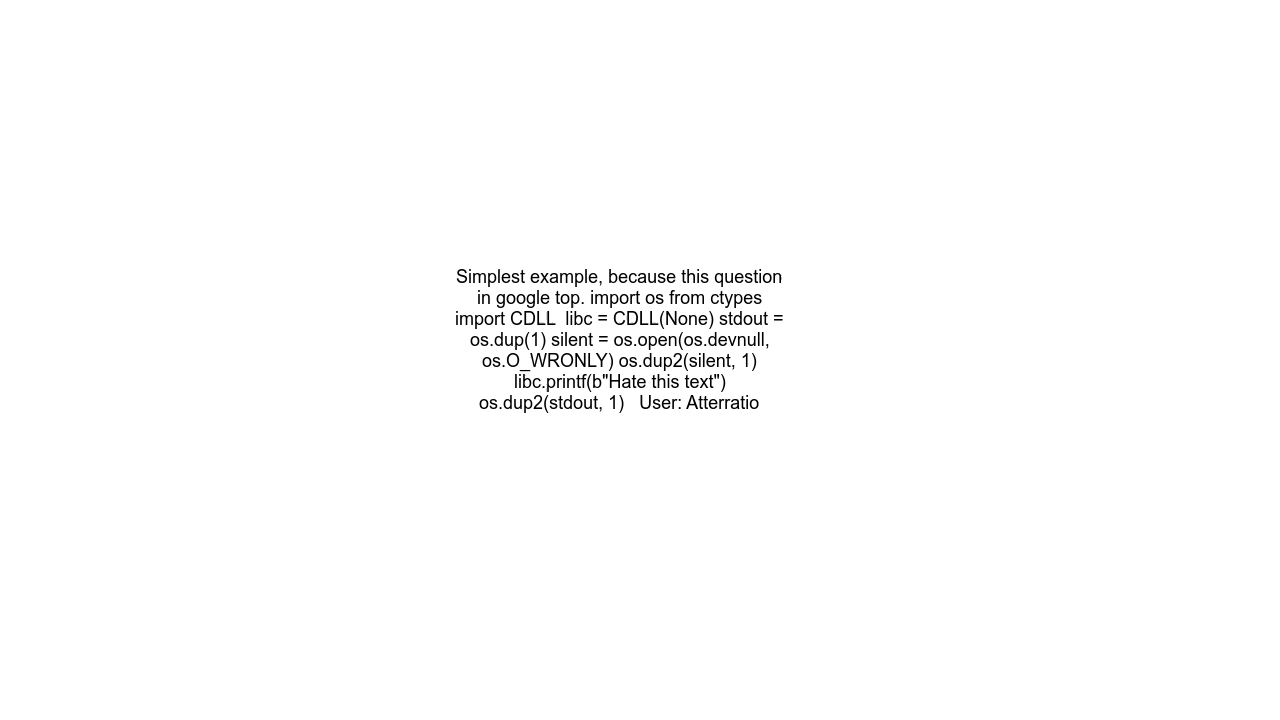 Simplest example, because this question
in google top. import os from ctypes
import CDLL  libc = CDLL(None) stdout =
os.dup(1) silent = os.open(os.devnull,
os.O_WRONLY) os.dup2(silent, 1)
libc.printf(b"Hate this text")
os.dup2(stdout, 1)   User: Atterratio